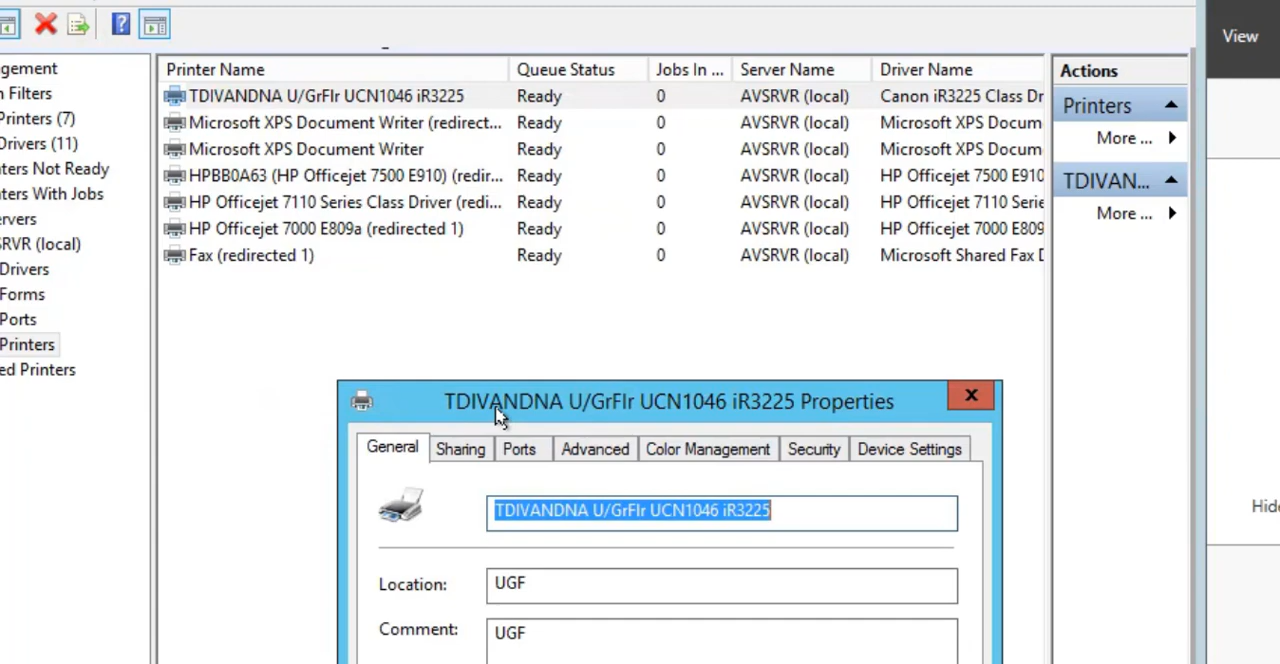 View
Printer Name Queue Status Jobs In ... Server Name Driver Name
TDIVANDNA U/GrFlr UCN1046 iR3225 Ready 0 AVSRVR (local) Canon iR3225 Class Dr
Microsoft XPS Document Writer (redirect... Ready 0 AVSRVR (local) Microsoft XPS Docum
Microsoft XPS Document Writer Ready 0 AVSRVR (local) Microsoft XPS Docum
HPBB0A63 (HP Officejet 7500 E910) (redir... Ready 0 AVSRVR (local) HP Officejet 7500 E910
HP Officejet 7110 Series Class Driver (redi... Ready 0 AVSRVR (local) HP Officejet 7110 Serie
HP Officejet 7000 E809a (redirected 1) Ready 0 AVSRVR (local) HP Officejet 7000 E809
Fax (redirected 1) Ready 0 AVSRVR (local) Microsoft Shared Fax D
gement
n Filters
Printers (7)
Drivers (11)
ters Not Ready
ters With Jobs
ervers
SRVR (local)
Drivers
Forms
Ports
Printers
ed Printers
Actions
Printers
More ...
TDIVAN...
More ...
TDIVANDNA U/GrFlr UCN1046 iR3225 Properties
x
General Sharing Ports Advanced Color Management Security Device Settings
TDIVANDNA U/GrFlr UCN1046 iR3225
Location: UGF
Comment: UGF
Hide